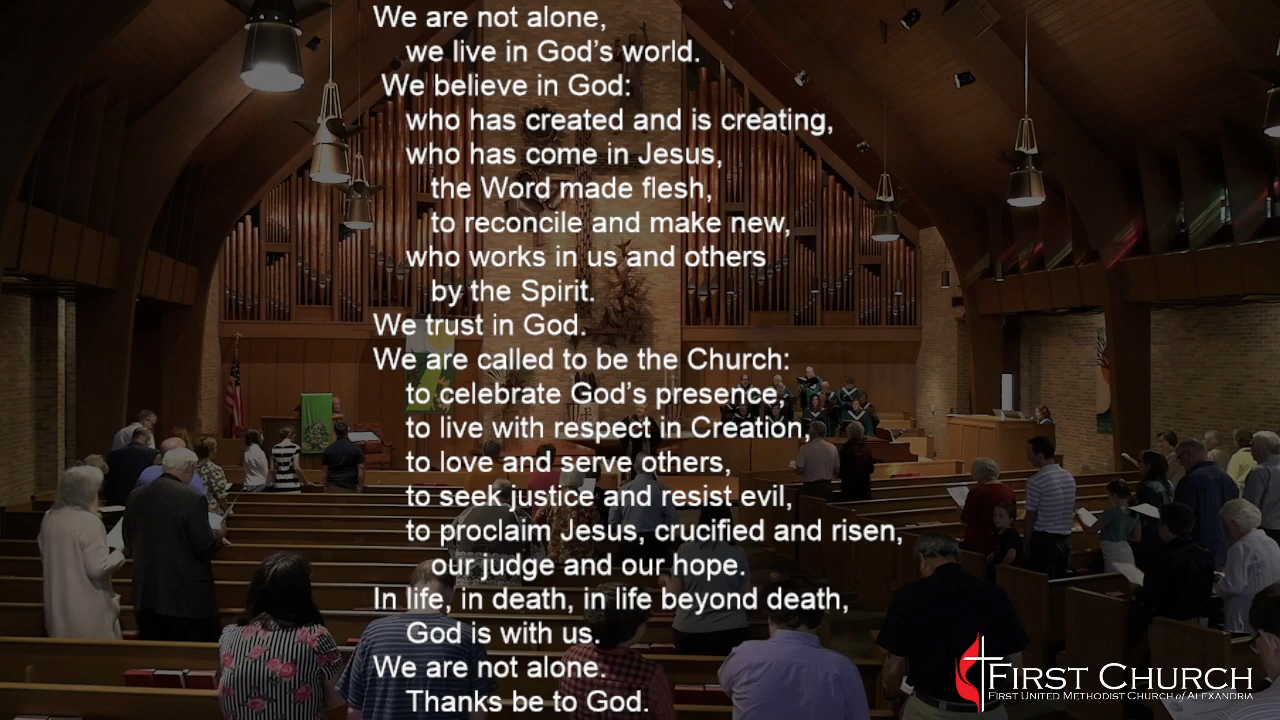 We are not alone,
we live in God's world.
We believe in God:
who has created and is creating,
who has come in Jesus,
the Word made flesh,
to reconcile and make new,
who works in us and others
by the Spirit.
We trust in God.
We are called to be the Church:
to celebrate God's presence,
to live with respect in Creation,
to love and serve others,
to seek justice and resist evil,
to proclaim Jesus, crucified and risen,
our judge and our hope.
In life, in death, in life beyond death,
God is with us.
We are not alone.
Thanks be to God.
FIRST CHURCH
FIRST UNITED METHODIST CHURCH of ALEXANDRIA